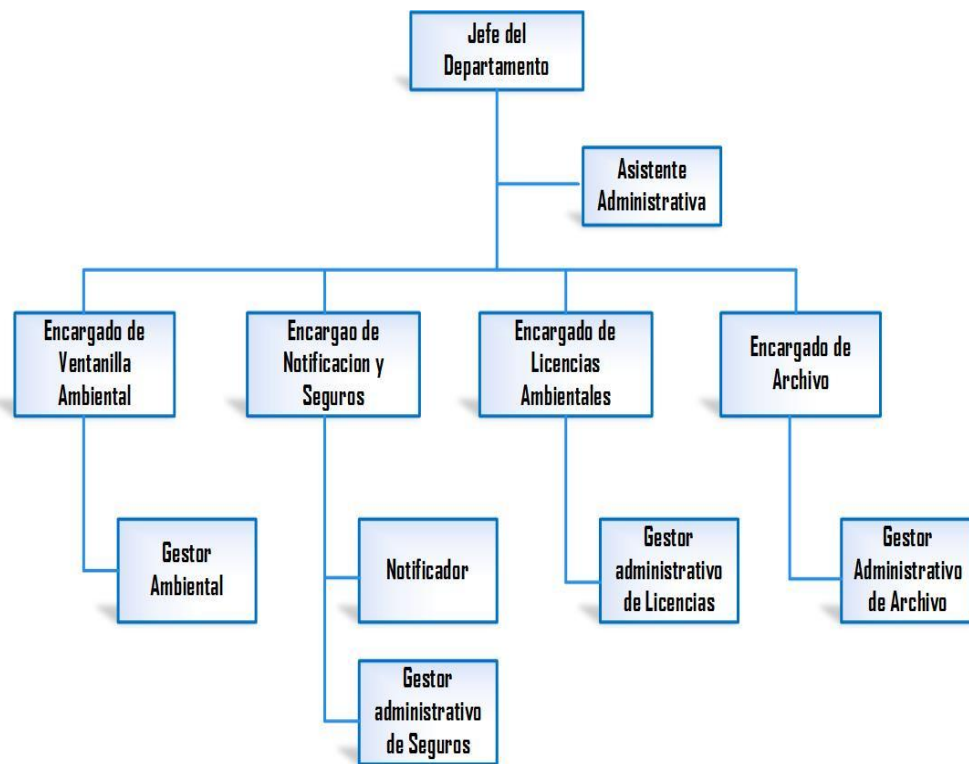 Jefe del
Departamento
Asistente
Administrativa
Encargado de
Ventanilla
Ambiental
Encargao de
Notificacion y
Seguros
Encargado de
Licencias
Ambientales
Encargado de
Archivo
Gestor
Ambiental
Notificador
Gestor
administrativo
de Licencias
Gestor
Administrativo
de Archivo
Gestor
administrativo
de Seguros